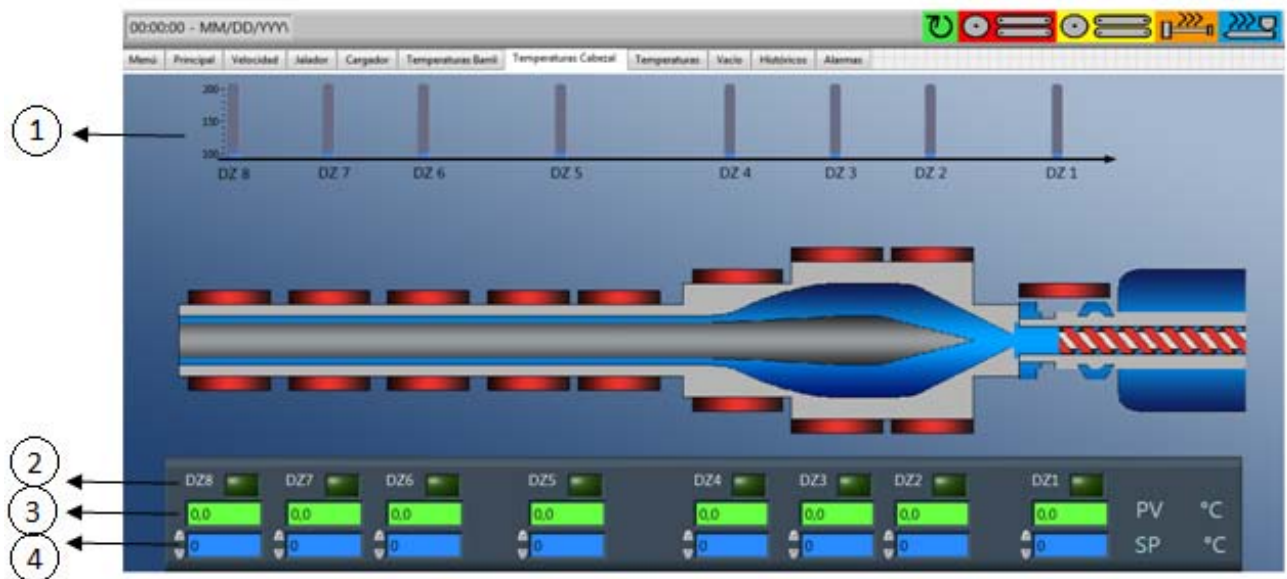 00:00:00 - MM/DD/YYY
Menú Principal Velocidad Jalador Cargador Temperaturas Barril Temperaturas Cabezal Temperaturas Vacio Históricos Alarmas
200
150
100
1
DZ 8 DZ 7 DZ 6 DZ 5 DZ 4 DZ 3 DZ 2 DZ 1
2
DZ8 DZ7 DZ6 DZ5 DZ4 DZ3 DZ2 DZ1
3
0,0 0,0 0,0 0,0 0,0 0,0 0,0 0,0 PV °C
4
0 0 0 0 0 0 0 0 SP °C